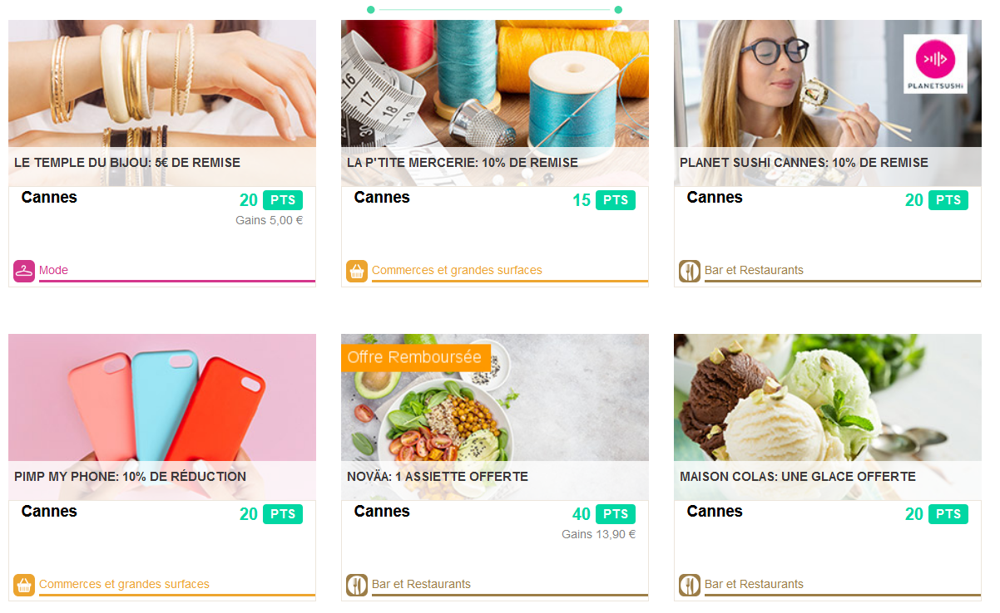 PLANETSUSHi
16
17
18
LE TEMPLE DU BIJOU: 5€ DE REMISE
LA P'TITE MERCERIE: 10% DE REMISE
PLANET SUSHI CANNES: 10% DE REMISE
Cannes 20 PTS
Gains 5,00 €
Mode
Cannes 15 PTS
Commerces et grandes surfaces
Cannes 20 PTS
Bar et Restaurants
PIMP MY PHONE: 10% DE RÉDUCTION
Cannes 20 PTS
Commerces et grandes surfaces
Offre Remboursée
NOVÄA: 1 ASSIETTE OFFERTE
Cannes 40 PTS
Gains 13,90 €
Bar et Restaurants
MAISON COLAS: UNE GLACE OFFERTE
Cannes 20 PTS
Bar et Restaurants